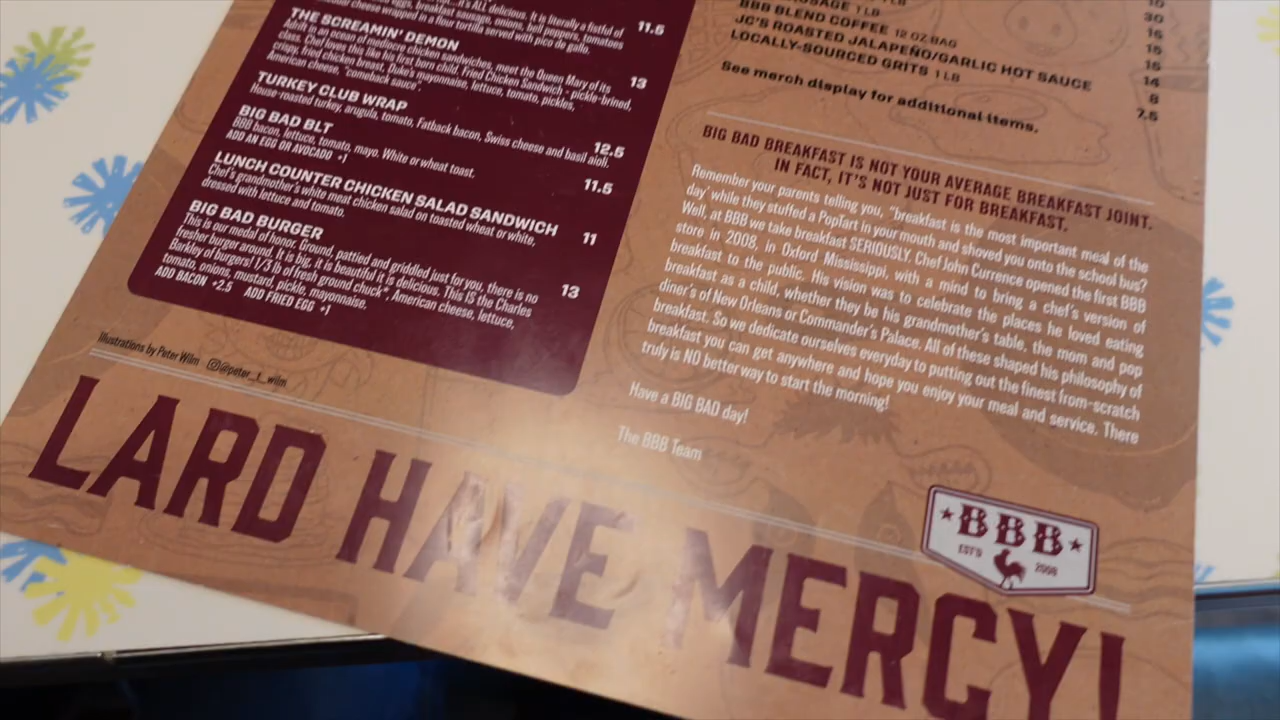 it's ALL delicious. It is literally a fistful of
eggs, breakfast sausage, onions, bell peppers, tomatoes
cheese wrapped in a flour tortilla served with pico de gallo.
11.5
THE SCREAMIN' DEMON
Adrift in an ocean of mediocre chicken sandwiches, meet the Queen Mary of its
class. Chef loves this like his first born child. Fried Chicken Sandwich - pickle-brined,
crispy, fried chicken breast, Duke's mayonnaise, lettuce, tomato, pickles,
American cheese, "comeback sauce".
13
TURKEY CLUB WRAP
House-roasted turkey, arugula, tomato, Fatback bacon, Swiss cheese and basil aioli.
12.5
BIG BAD BLT
BBB bacon, lettuce, tomato, mayo. White or wheat toast.
ADD AN EGG OR AVOCADO +1
11.5
LUNCH COUNTER CHICKEN SALAD SANDWICH
Chef's grandmother's white meat chicken salad on toasted wheat or white,
dressed with lettuce and tomato.
11
BIG BAD BURGER
This is our medal of honor. Ground, pattied and griddled just for you, there is no
fresher burger around. It is big, it is beautiful it is delicious. This IS the Charles
Barkley of burgers! 1/3 lb of fresh ground chuck*, American cheese, lettuce,
tomato, onions, mustard, pickle, mayonnaise.
ADD BACON +2.5 ADD FRIED EGG +1
13
Illustrations by Peter Wilm @peter_t_wilm
SAUSAGE 1 LB
BBB BLEND COFFEE 12 OZ BAG
JC'S ROASTED JALAPEÑO/GARLIC HOT SAUCE
LOCALLY-SOURCED GRITS 1 LB
10
30
16
15
15
14
8
7.5
See merch display for additional items.
BIG BAD BREAKFAST IS NOT YOUR AVERAGE BREAKFAST JOINT.
IN FACT, IT'S NOT JUST FOR BREAKFAST.
Remember your parents telling you, "breakfast is the most important meal of the
day' while they stuffed a PopTart in your mouth and shoved you onto the school bus?
Well, at BBB we take breakfast SERIOUSLY. Chef John Currence opened the first BBB
store in 2008, in Oxford Mississippi, with a mind to bring a chef's version of
breakfast to the public. His vision was to celebrate the places he loved eating
breakfast as a child, whether they be his grandmother's table, the mom and pop
diner's of New Orleans or Commander's Palace. All of these shaped his philosophy of
breakfast. So we dedicate ourselves everyday to putting out the finest from-scratch
breakfast you can get anywhere and hope you enjoy your meal and service. There
truly is NO better way to start the morning!
Have a BIG BAD day!
The BBB Team
BBB
EST'D 2008
LARD HAVE MERCY!